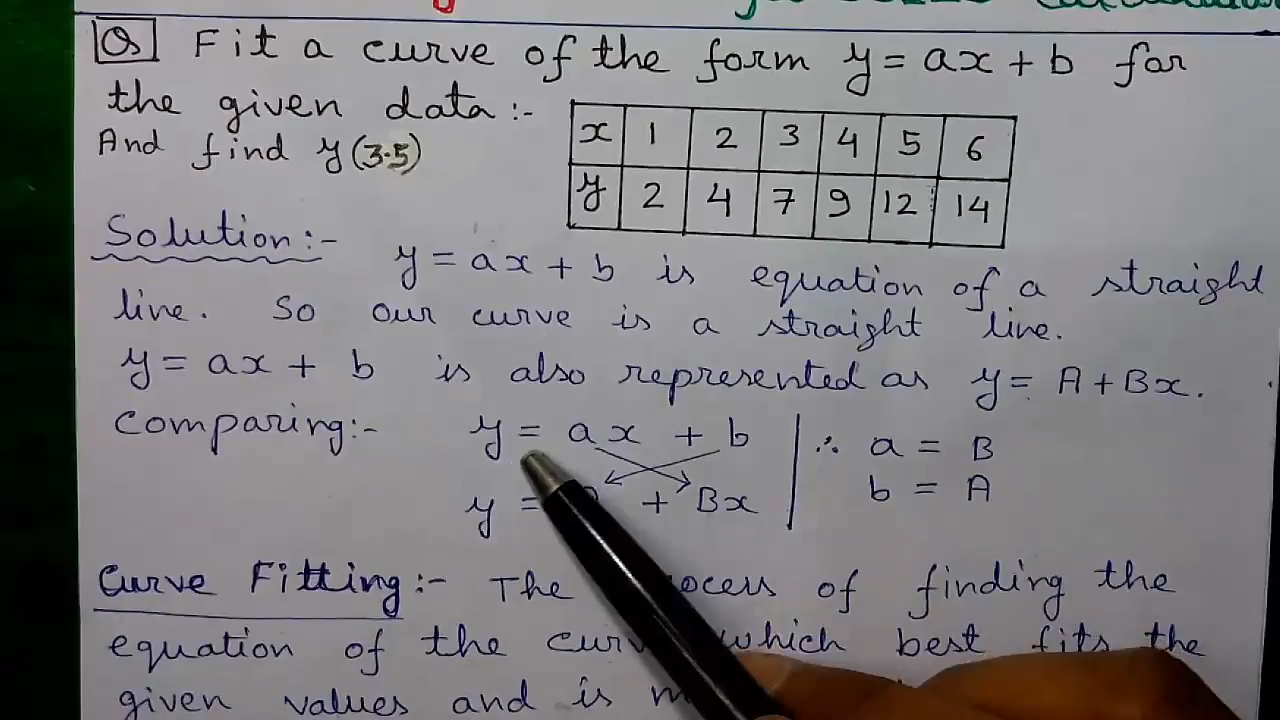 Q Fit a curve of the form y = ax + b for
the given data:-
And find y(3.5)
x 1 2 3 4 5 6
y 2 4 7 9 12 14
Solution:-
y = ax + b is equation of a straight
line. So our curve is a straight line.
y = ax + b is also represented as y = A + Bx.
Comparing:- y = ax + b ∴ a = B
y = + Bx b = A
Curve Fitting:- The of finding the
equation of the which best fits the
given values and is